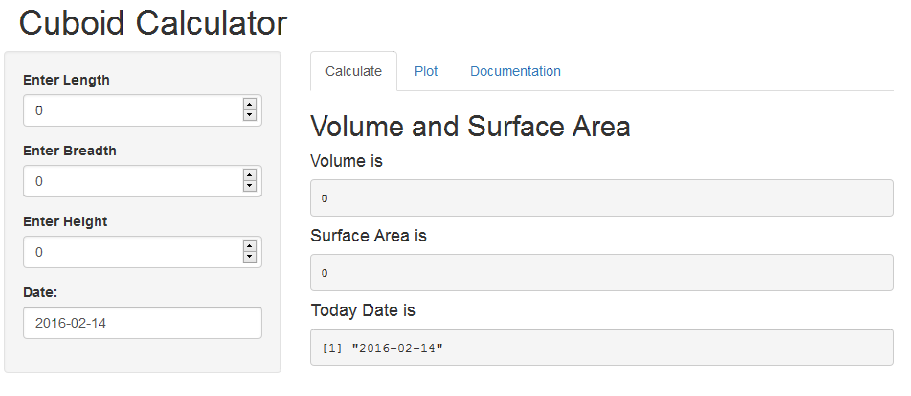 Cuboid Calculator
Enter Length
0
Enter Breadth
0
Enter Height
0
Date:
2016-02-14
Calculate Plot Documentation
Volume and Surface Area
Volume is
0
Surface Area is
0
Today Date is
[1] "2016-02-14"